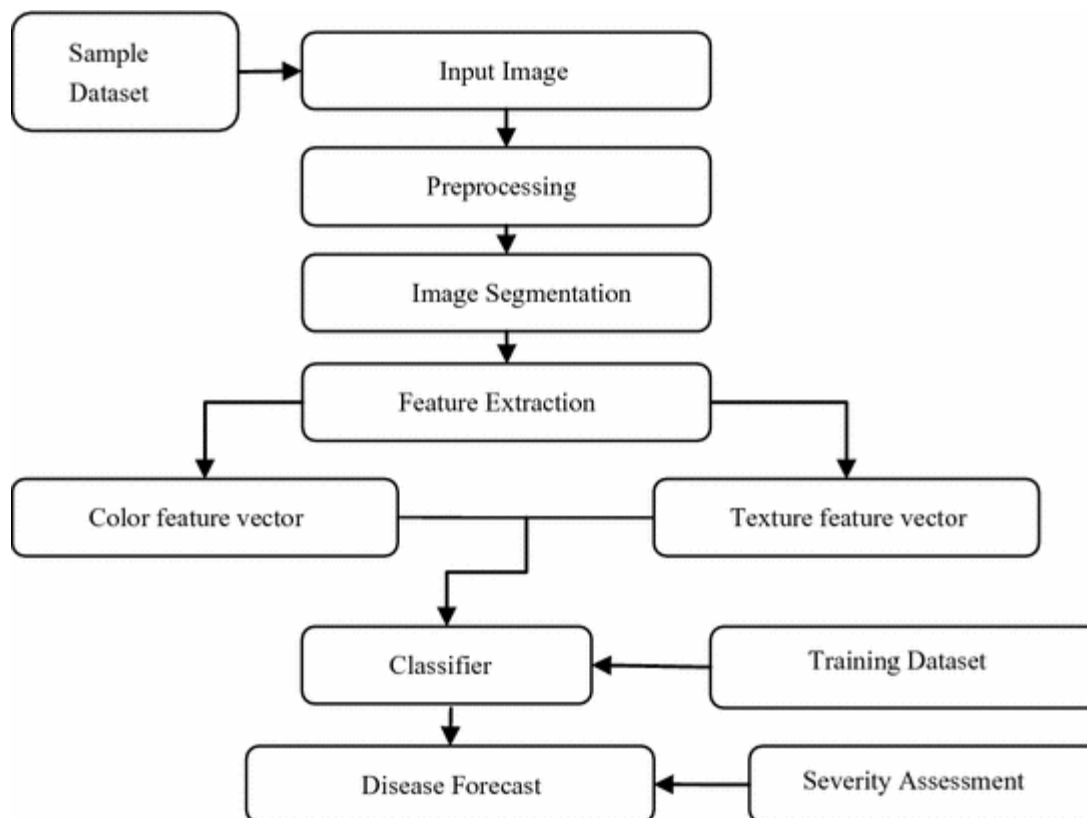 Sample
Dataset
Input Image
Preprocessing
Image Segmentation
Feature Extraction
Color feature vector
Texture feature vector
Classifier
Training Dataset
Disease Forecast
Severity Assessment